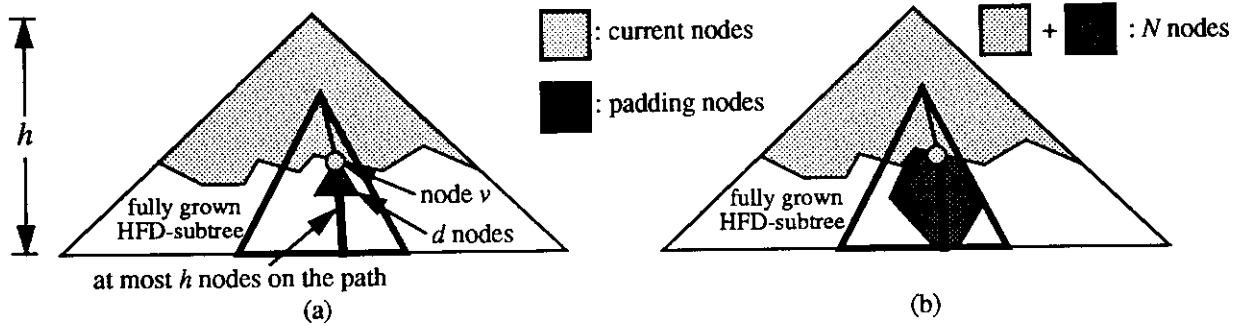 : current nodes
: padding nodes
+ : N nodes
h
fully grown
HFD-subtree
node v
d nodes
at most h nodes on the path
(a)
fully grown
HFD-subtree
(b)